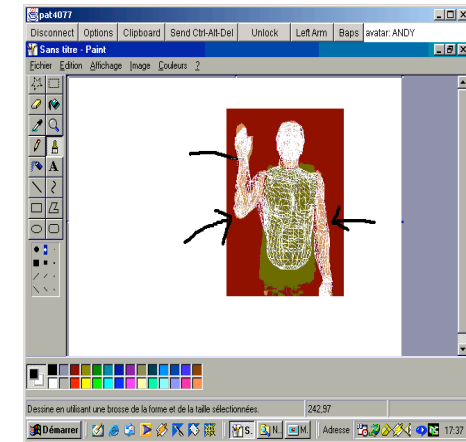 pat4077
Disconnect Options Clipboard Send Ctrl-Alt-Del Unlock Left Arm Baps avatar: ANDY
Sans titre - Paint
Fichier Edition Affichage Image Couleurs ?
A
Dessine en utilisant une brosse de la forme et de la taille sélectionnées. 242,97
Démarrer S. N.. M.. Adresse 17:37